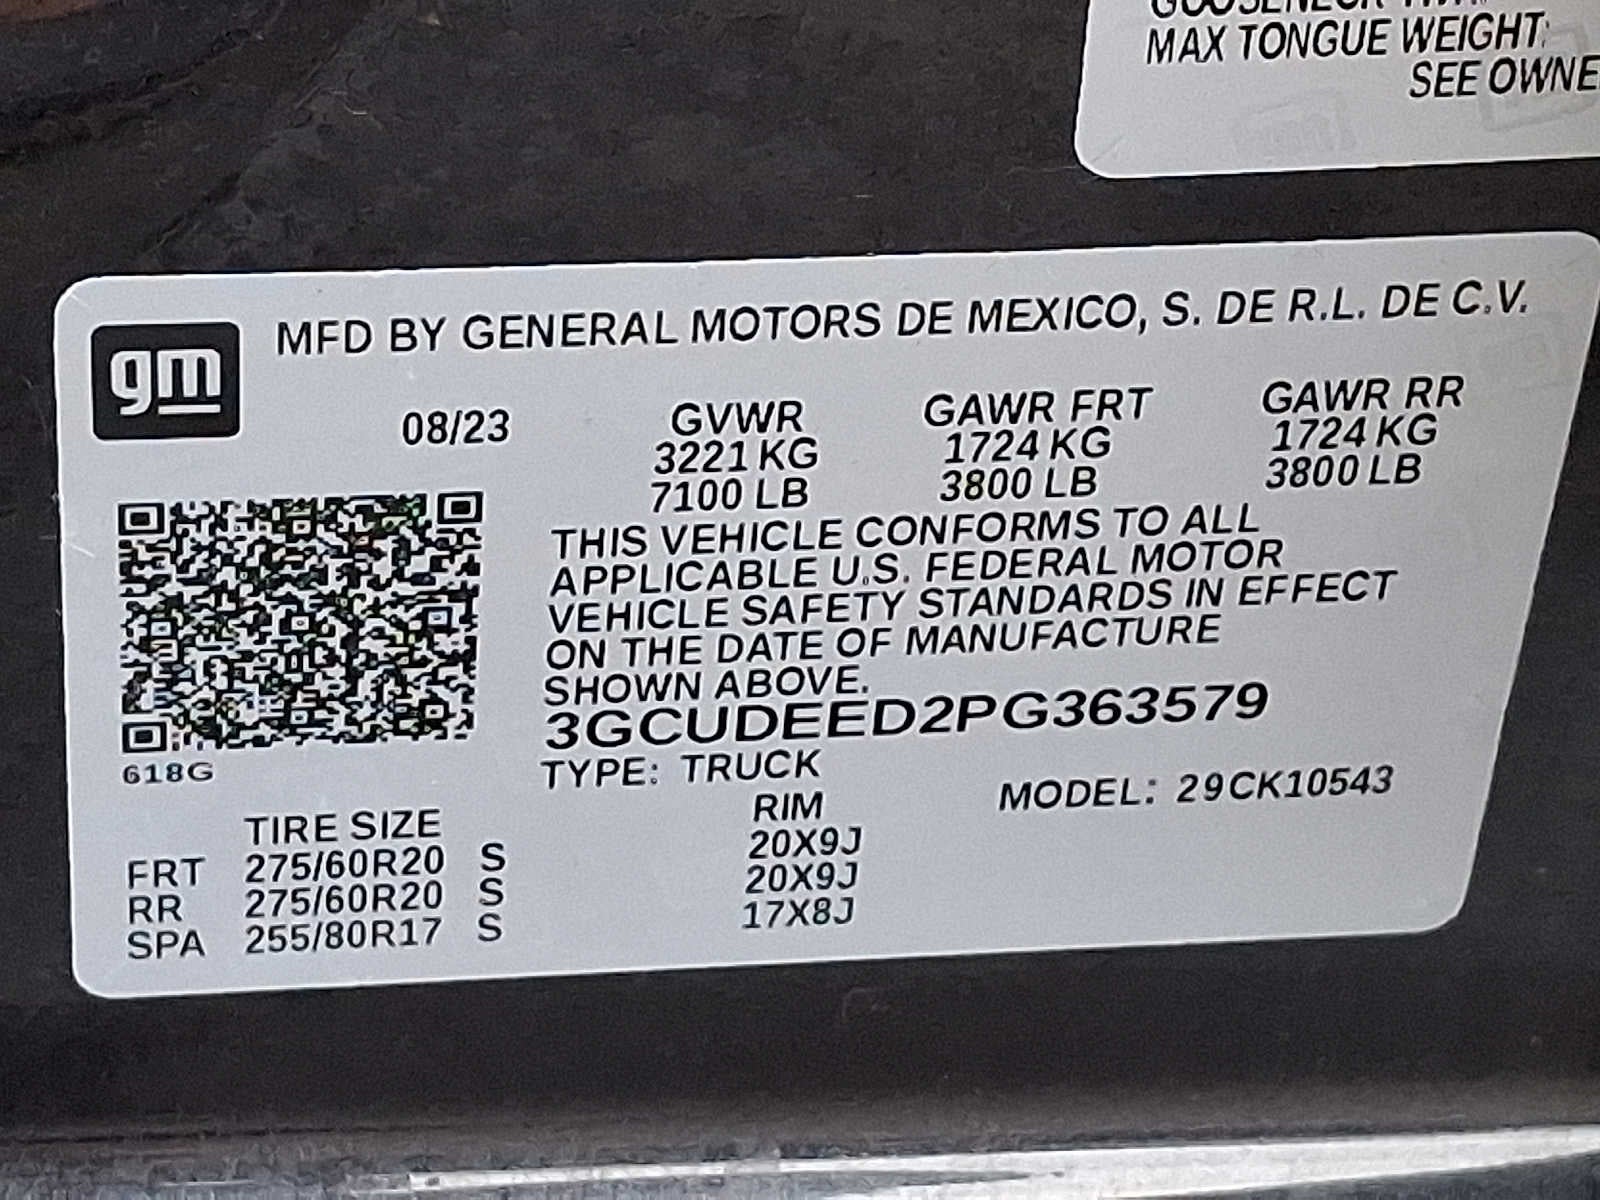 MAX TONGUE WEIGHT:
SEE
gm
MFD BY GENERAL MOTORS DE MEXICO, S. DE R.L. DE C.V.
08/23 GVWR GAWR FRT GAWR RR
3221 KG 1724 KG 1724 KG
7100 LB 3800 LB 3800 LB
THIS VEHICLE CONFORMS TO ALL
APPLICABLE U.S. FEDERAL MOTOR
VEHICLE SAFETY STANDARDS IN EFFECT
ON THE DATE OF MANUFACTURE
SHOWN ABOVE.
3GCUDEED2PG363579
618G
TYPE: TRUCK
MODEL: 29CK10543
TIRE SIZE RIM
FRT 275/60R20 S 20X9J
RR 275/60R20 S 20X9J
SPA 255/80R17 S 17X8J